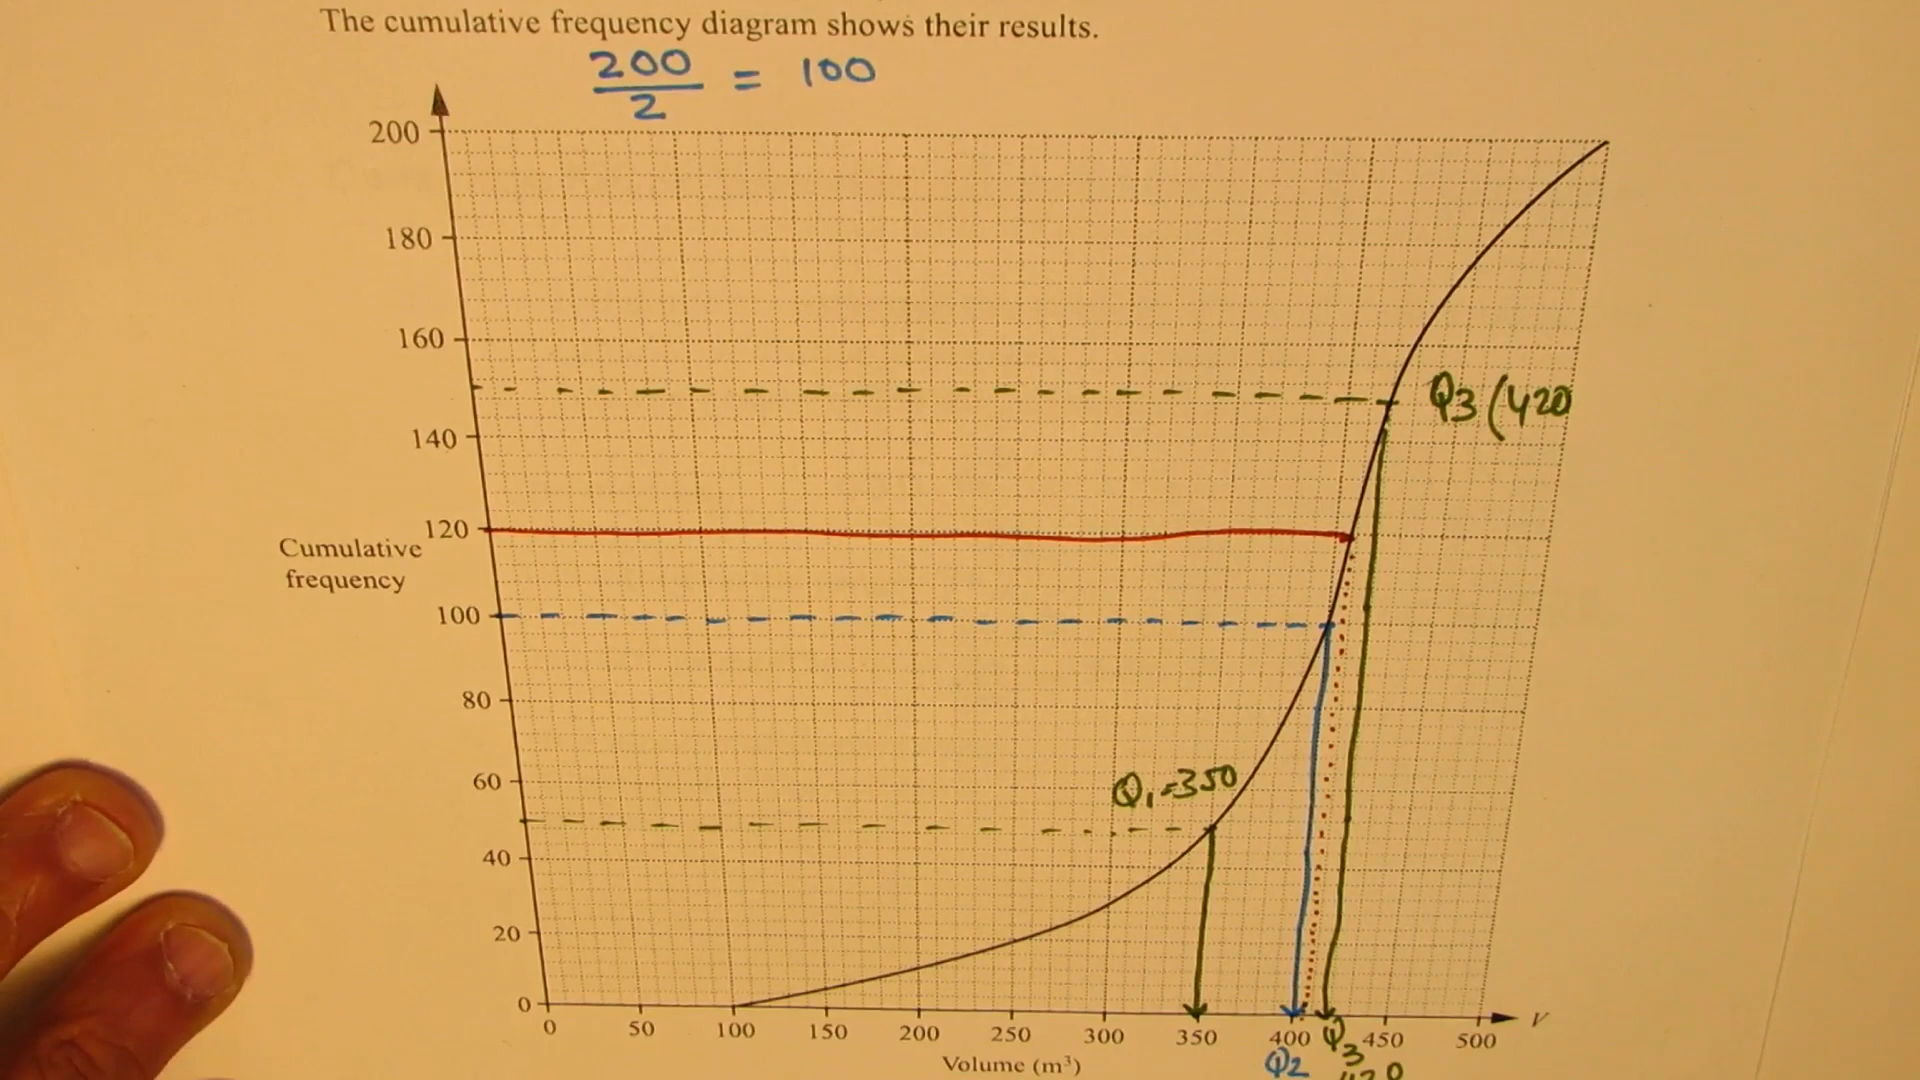 The cumulative frequency diagram shows their results.
200
2
= 100
200
180
160
Q3 (420
140
120
Cumulative
frequency
100
80
60
Q1=350
40
20
0
0 50 100 150 200 250 300 350 400 450 500 V
Q2 Q3
Volume (m³)